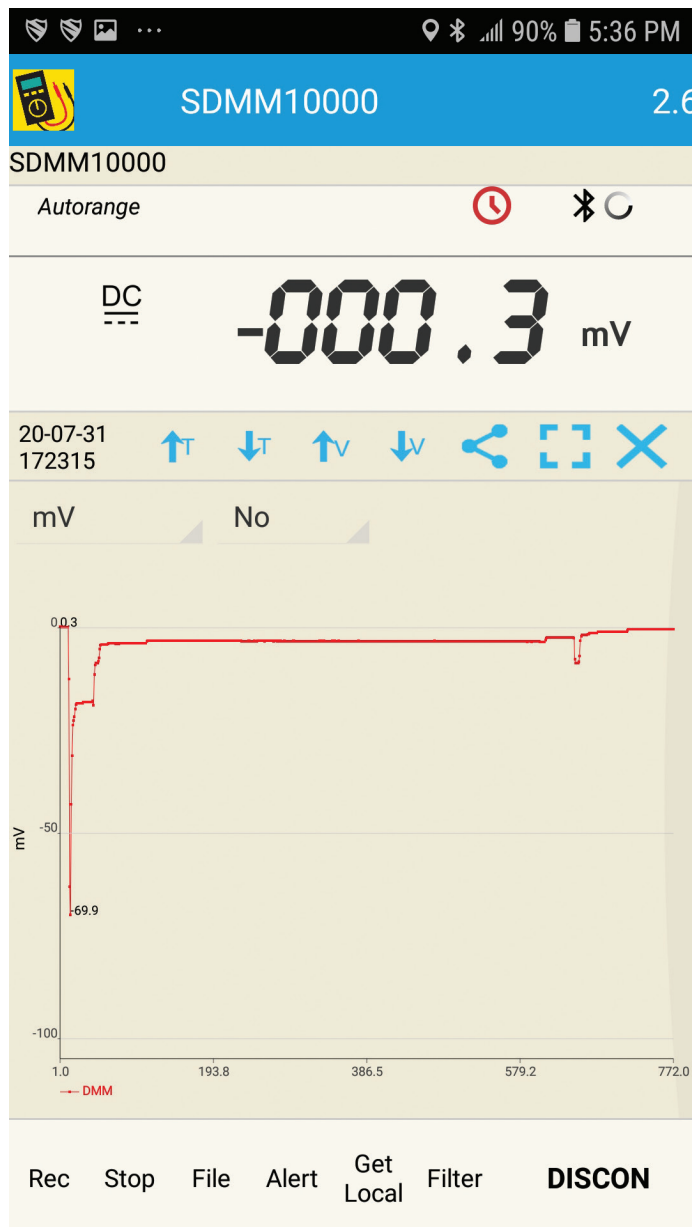 90% 5:36 PM
SDMM10000 2.6
SDMM10000
Autorange
DC -000.3 mV
20-07-31
172315
T T V V
mV No
0.0
0.3
-50
mV
-69.9
-100
1.0 193.8 386.5 579.2 772.0
DMM
Rec Stop File Alert Get Local Filter DISCON